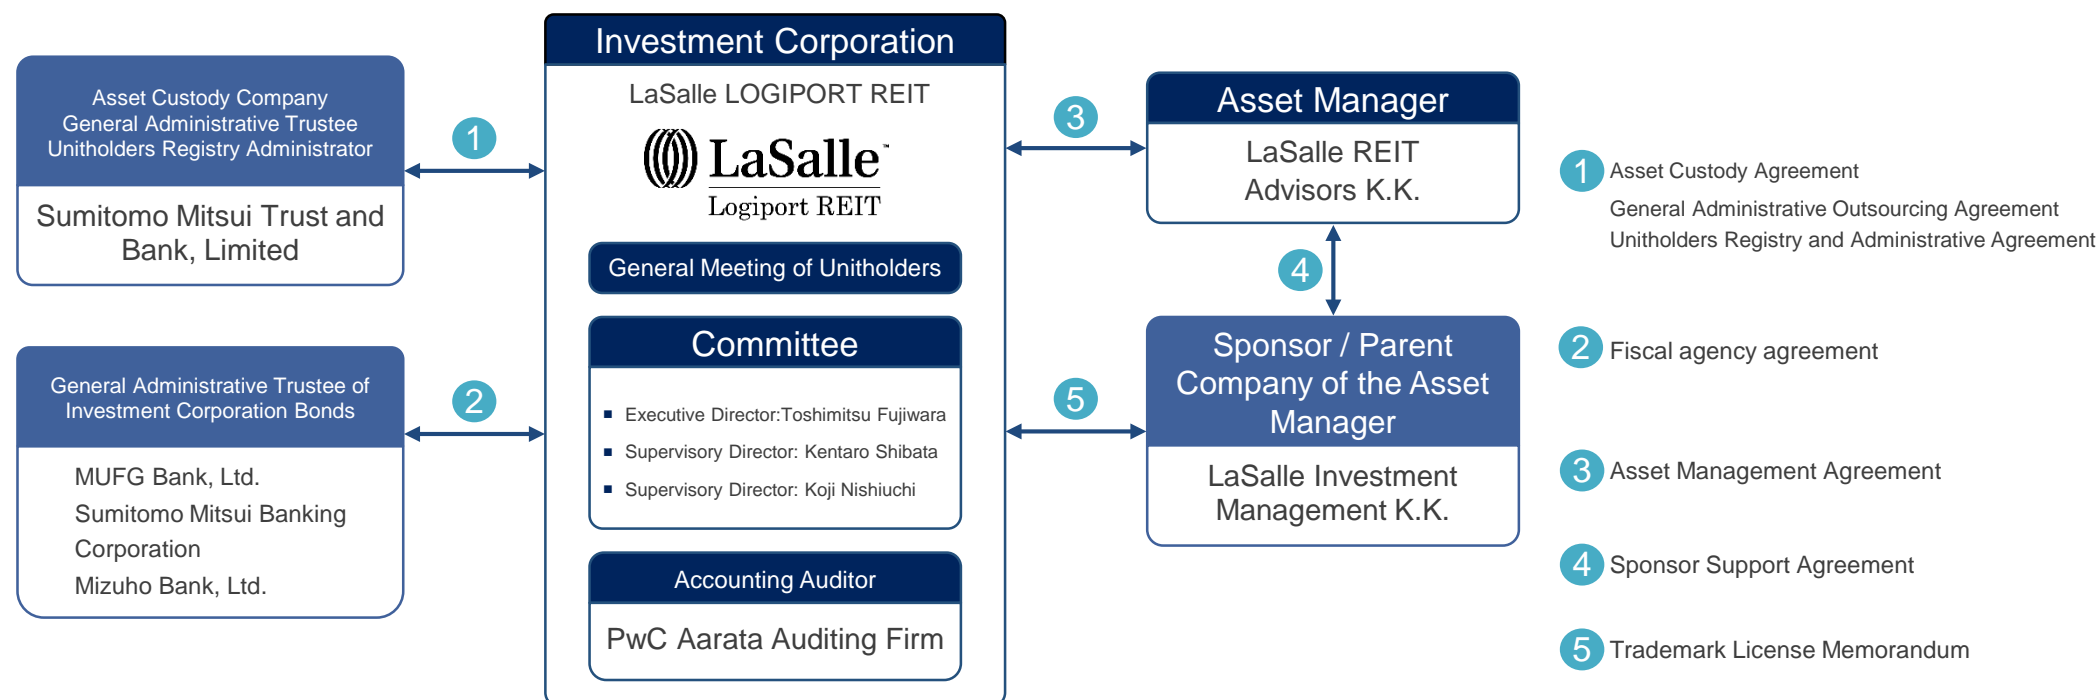 Asset Custody Company
General Administrative Trustee
Unitholders Registry Administrator
Sumitomo Mitsui Trust and
Bank, Limited
General Administrative Trustee of
Investment Corporation Bonds
MUFG Bank, Ltd.
Sumitomo Mitsui Banking
Corporation
Mizuho Bank, Ltd.
1
2
Investment Corporation
LaSalle LOGIPORT REIT
LaSalle™
Logiport REIT
General Meeting of Unitholders
Committee
■ Executive Director:Toshimitsu Fujiwara
■ Supervisory Director: Kentaro Shibata
■ Supervisory Director: Koji Nishiuchi
Accounting Auditor
PwC Aarata Auditing Firm
3
5
Asset Manager
LaSalle REIT
Advisors K.K.
4
Sponsor / Parent
Company of the Asset
Manager
LaSalle Investment
Management K.K.
1 Asset Custody Agreement
General Administrative Outsourcing Agreement
Unitholders Registry and Administrative Agreement
2 Fiscal agency agreement
3 Asset Management Agreement
4 Sponsor Support Agreement
5 Trademark License Memorandum